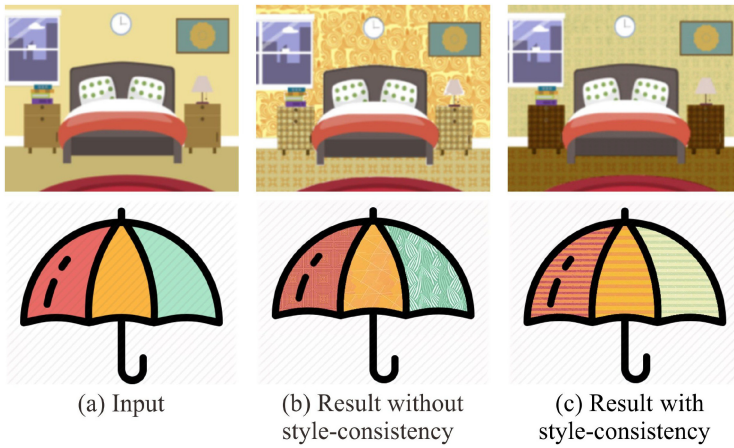 (a) Input
(b) Result without
style-consistency
(c) Result with
style-consistency